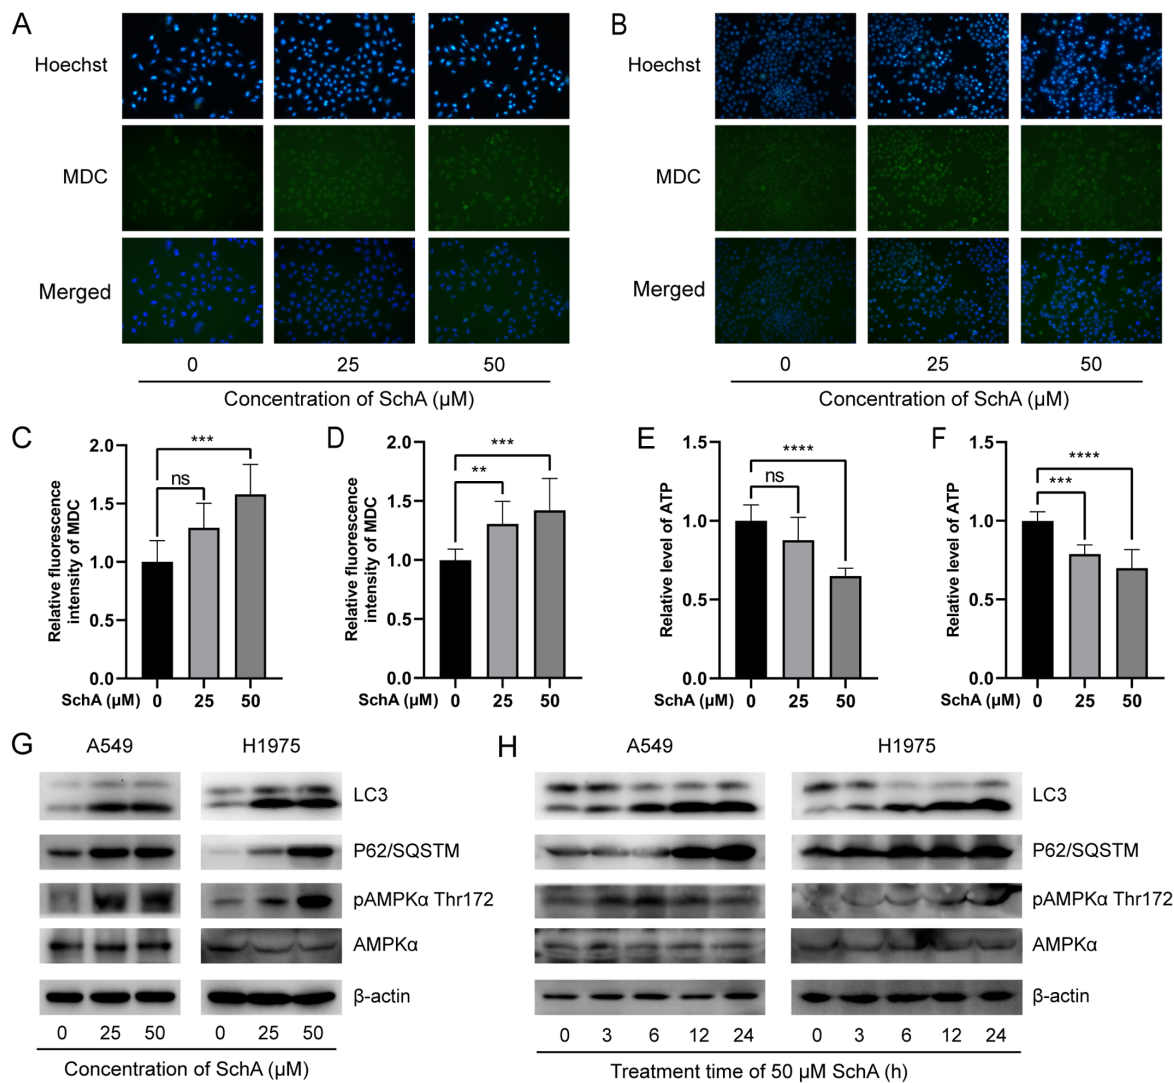 A
B
Hoechst
Hoechst
MDC
MDC
Merged
Merged
0 25 50
0 25 50
Concentration of SchA (μM)
Concentration of SchA (μM)
C
Relative fluorescence
intensity of MDC
2.0
1.5
1.0
0.5
0.0
***
ns
SchA (μM) 0 25 50
D
Relative fluorescence
intensity of MDC
2.0
1.5
1.0
0.5
0.0
***
**
SchA (μM) 0 25 50
E
Relative level of ATP
1.5
1.0
0.5
0.0
****
ns
SchA (μM) 0 25 50
F
Relative level of ATP
1.5
1.0
0.5
0.0
****
***
SchA (μM) 0 25 50
G
A549 H1975
LC3
P62/SQSTM
pAMPKα Thr172
AMPKα
β-actin
0 25 50 0 25 50
Concentration of SchA (μM)
H
A549 H1975
LC3
P62/SQSTM
pAMPKα Thr172
AMPKα
β-actin
0 3 6 12 24 0 3 6 12 24
Treatment time of 50 μM SchA (h)